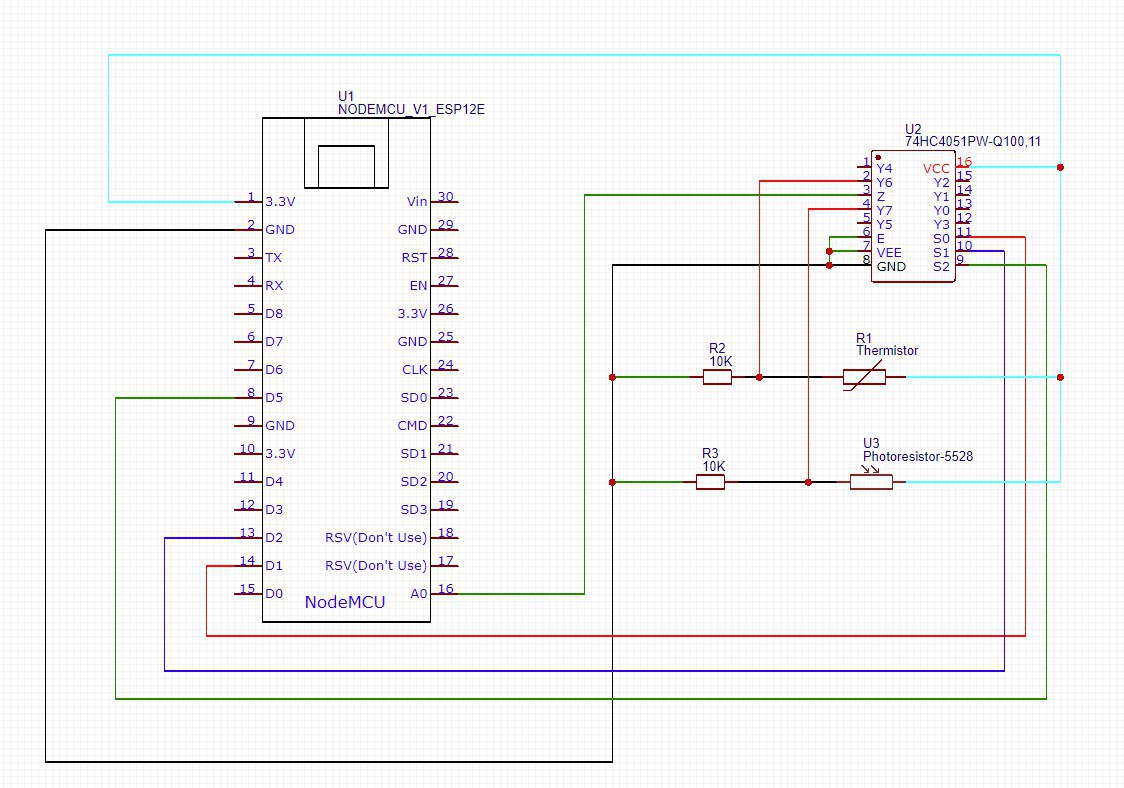 U1
NODEMCU_V1_ESP12E
1 3.3V
2 GND
3 TX
4 RX
5 D8
6 D7
7 D6
8 D5
9 GND
10 3.3V
11 D4
12 D3
13 D2
14 D1
15 D0
Vin 30
GND 29
RST 28
EN 27
3.3V 26
GND 25
CLK 24
SD0 23
CMD 22
SD1 21
SD2 20
SD3 19
RSV(Don't Use) 18
RSV(Don't Use) 17
A0 16
NodeMCU
U2
74HC4051PW-Q100,11
1 Y4
2 Y6
3 Z
4 Y7
5 Y5
6 E
7 VEE
8 GND
VCC 16
Y2 15
Y1 14
Y0 13
Y3 12
S0 11
S1 10
S2 9
R2
10K
R1
Thermistor
R3
10K
U3
Photoresistor-5528